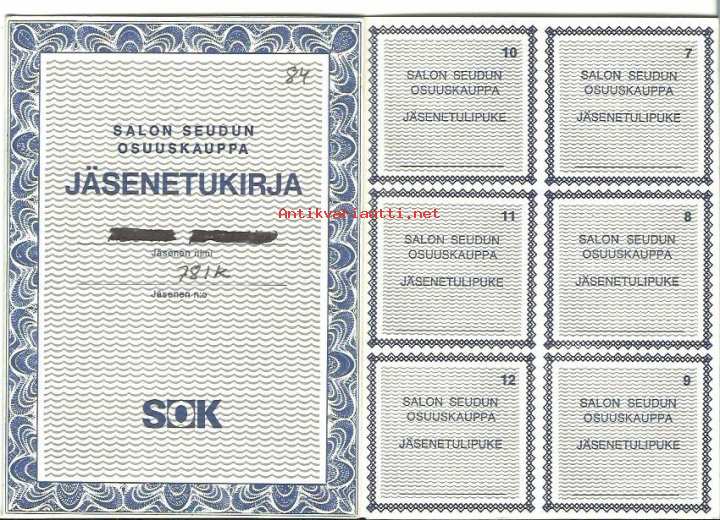 84
SALON SEUDUN
OSUUSKAUPPA
JÄSENETUKIRJA
Jäsenen nimi
781k
Jäsenen n:o
SOK
10
SALON SEUDUN
OSUUSKAUPPA
JÄSENETULIPUKE
7
SALON SEUDUN
OSUUSKAUPPA
JÄSENETULIPUKE
11
SALON SEUDUN
OSUUSKAUPPA
JÄSENETULIPUKE
8
SALON SEUDUN
OSUUSKAUPPA
JÄSENETULIPUKE
12
SALON SEUDUN
OSUUSKAUPPA
JÄSENETULIPUKE
9
SALON SEUDUN
OSUUSKAUPPA
JÄSENETULIPUKE
Antikvariaatti.net